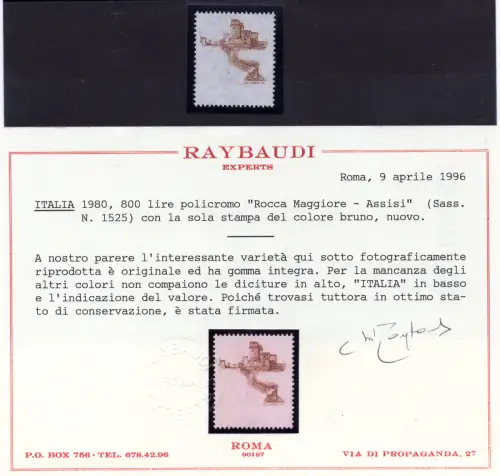 RAYBAUDI
EXPERTS
Roma, 9 aprile 1996
ITALIA 1980, 800 lire policromo "Rocca Maggiore - Assisi" (Sass.
N. 1525) con la sola stampa del colore bruno, nuovo.
A nostro parere l'interessante varietà qui sotto fotograficamente
riprodotta è originale ed ha gomma integra. Per la mancanza degli
altri colori non compaiono le diciture in alto, "ITALIA" in basso
e l'indicazione del valore. Poiché trovasi tuttora in ottimo sta-
to di conservazione, è stata firmata.
P.O. BOX 756 - TEL. 678.42.96
ROMA
00187
VIA DI PROPAGANDA, 27